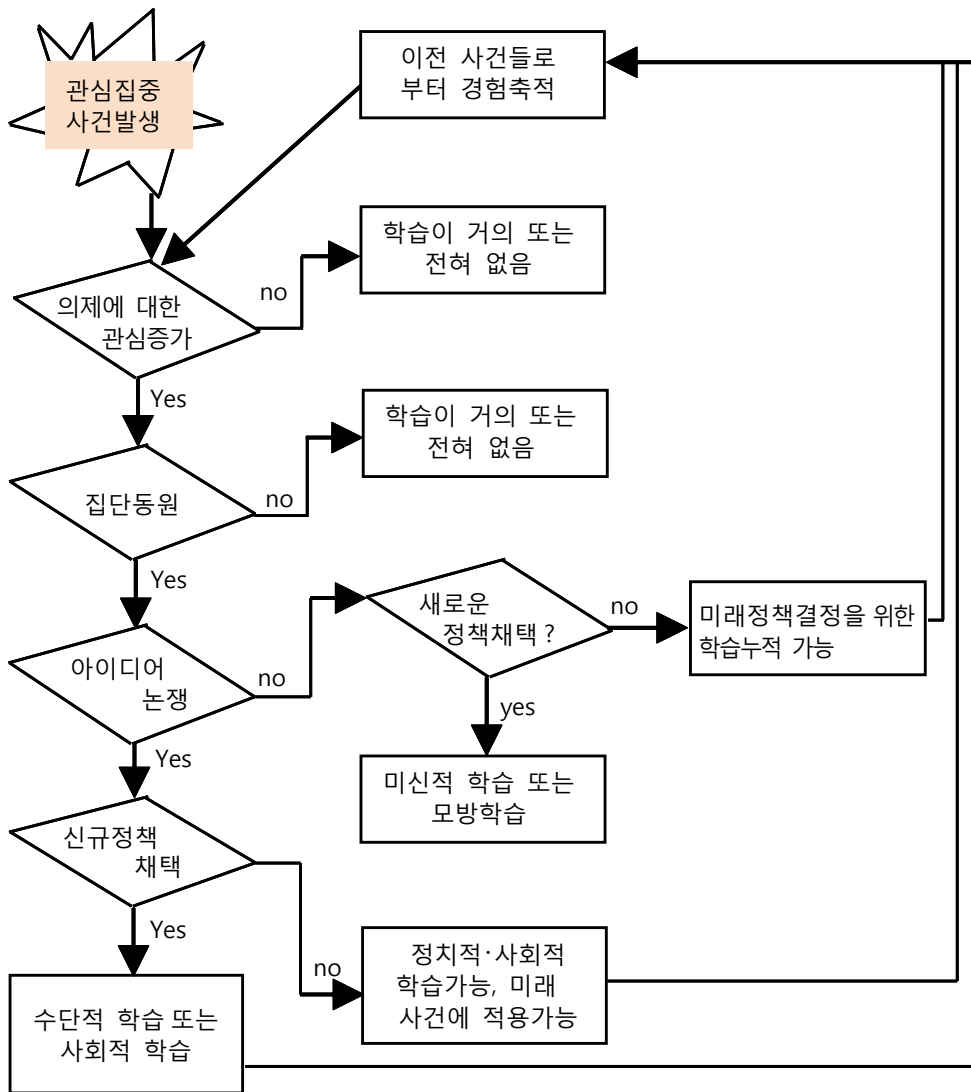 관심집중
사건발생
이전 사건들로
부터 경험축적
학습이 거의 또는
전혀 없음
no
의제에 대한
관심증가
Yes
학습이 거의 또는
전혀 없음
집단동원
no
Yes
새로운
정책채택 ?
no
미래정책결정을 위한
학습누적 가능
아이디어
논쟁
no
yes
Yes
미신적 학습 또는
모방학습
신규정책
채택
Yes
no
정치적·사회적
학습가능, 미래
사건에 적용가능
수단적 학습 또는
사회적 학습